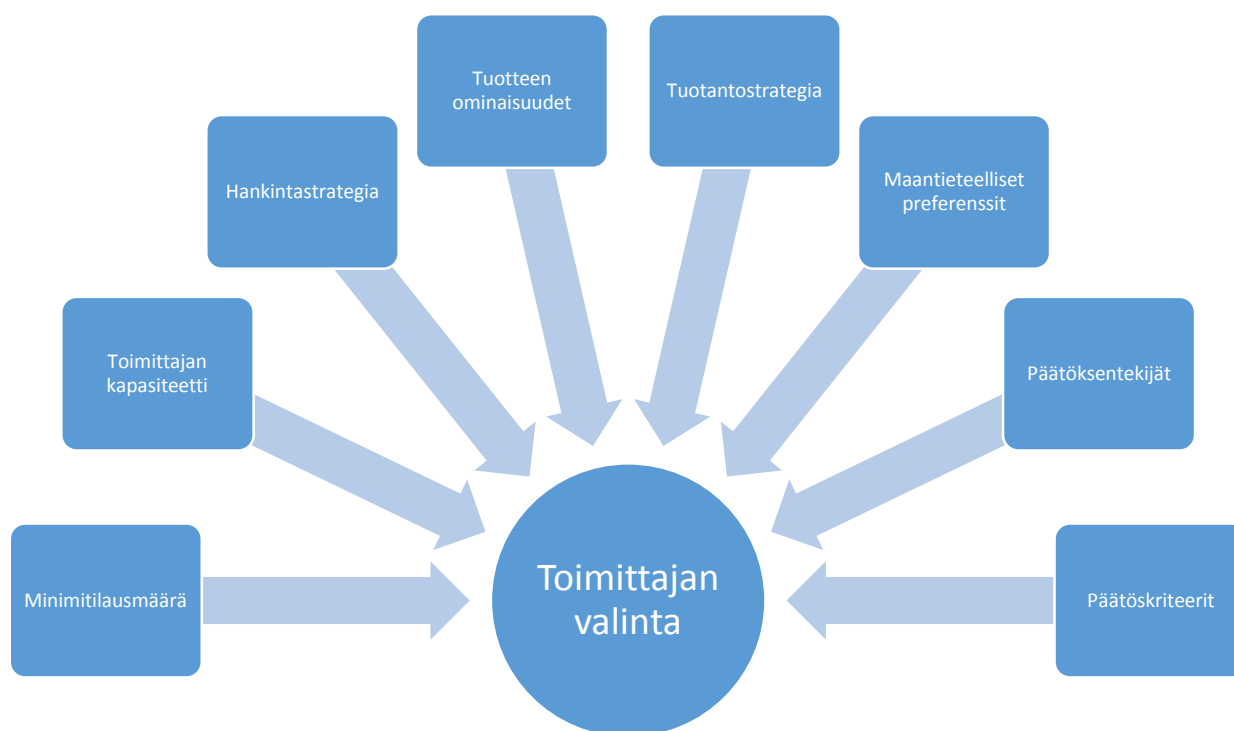 Tuotteen
ominaisuudet
Tuotantostrategia
Hankintastrategia
Maantieteelliset
preferenssit
Toimittajan
kapasiteetti
Päätöksentekijät
Minimitilausmäärä
Toimittajan
valinta
Päätöskriteerit